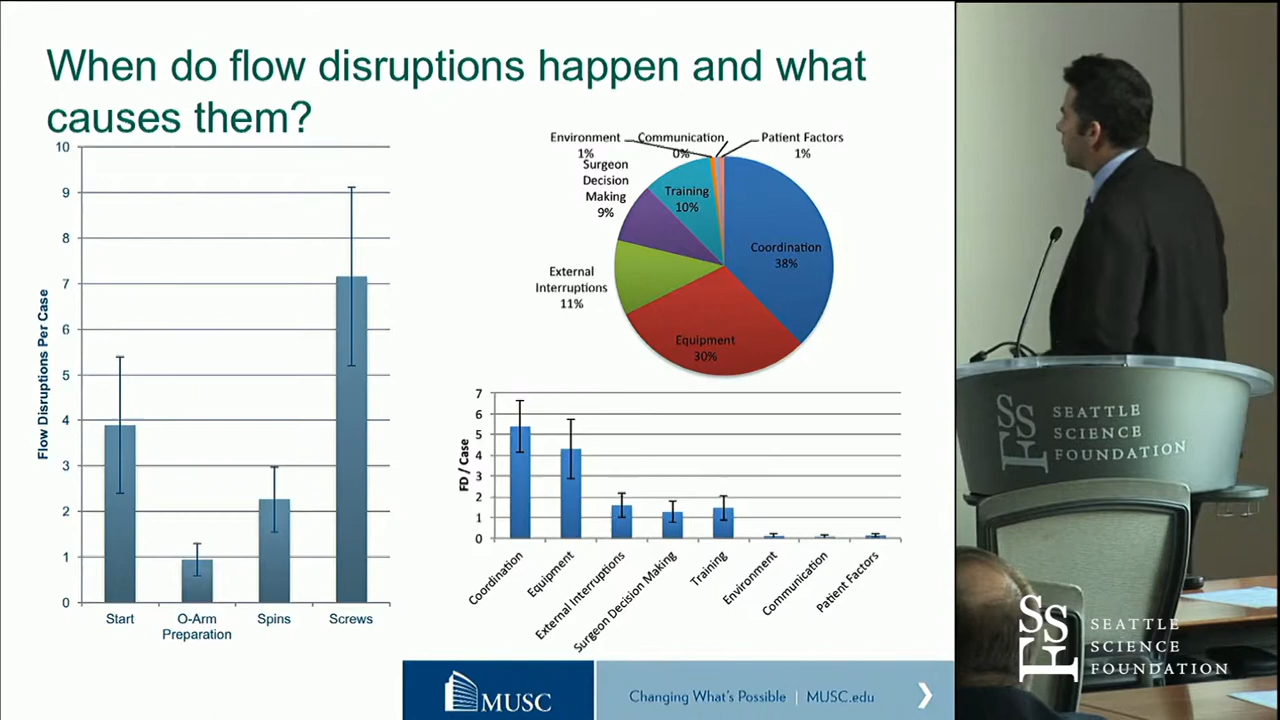 When do flow disruptions happen and what
causes them?
Flow Disruptions Per Case
10
9
8
7
6
5
4
3
2
1
0
Start
O-Arm
Preparation
Spins
Screws
Environment
1%
Communication
0%
Patient Factors
1%
Surgeon
Decision
Making
9%
Training
10%
Coordination
38%
External
Interruptions
11%
Equipment
30%
FD / Case
7
6
5
4
3
2
1
0
Coordination
Equipment
External Interruptions
Surgeon Decision Making
Training
Environment
Communication
Patient Factors
MUSC
Changing What's Possible | MUSC.edu
SSF
SEATTLE
SCIENCE
FOUNDATION
SSF
SEATTLE
SCIENCE
FOUNDATION